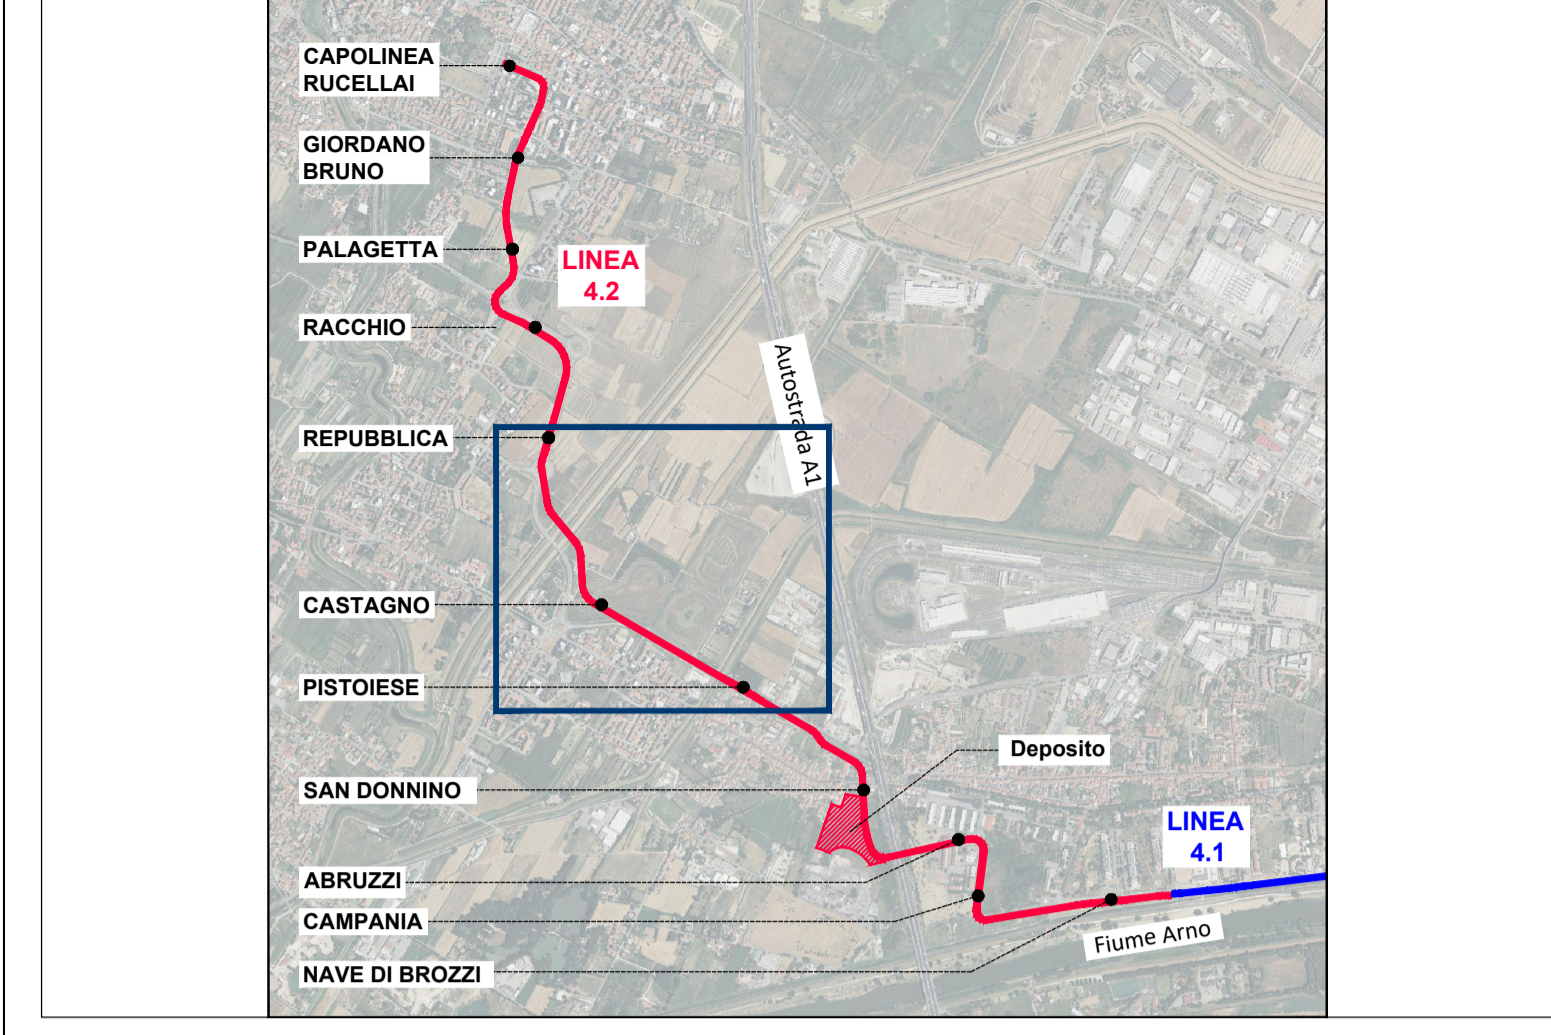 CAPOLINEA
RUCELLAI
GIORDANO
BRUNO
PALAGETTA
LINEA
4.2
RACCHIO
Autostrada A1
REPUBBLICA
CASTAGNO
PISTOIESE
Deposito
SAN DONNINO
LINEA
4.1
ABRUZZI
CAMPANIA
Fiume Arno
NAVE DI BROZZI